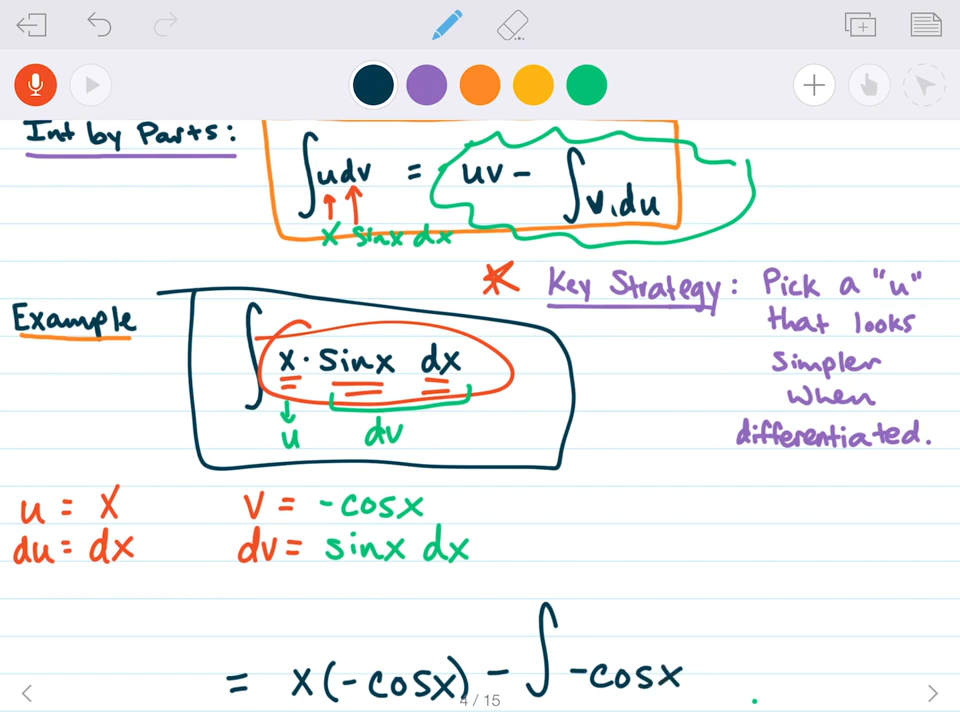 Int by Parts:
∫ u dv = uv - ∫ v. du
x sinx dx
Key Strategy: Pick a "u"
that looks
simpler
when
differentiated.
Example
∫ x · sinx dx
u dv
u = x v = -cosx
du = dx dv = sinx dx
= x(-cosx) - ∫ -cosx
4 / 15